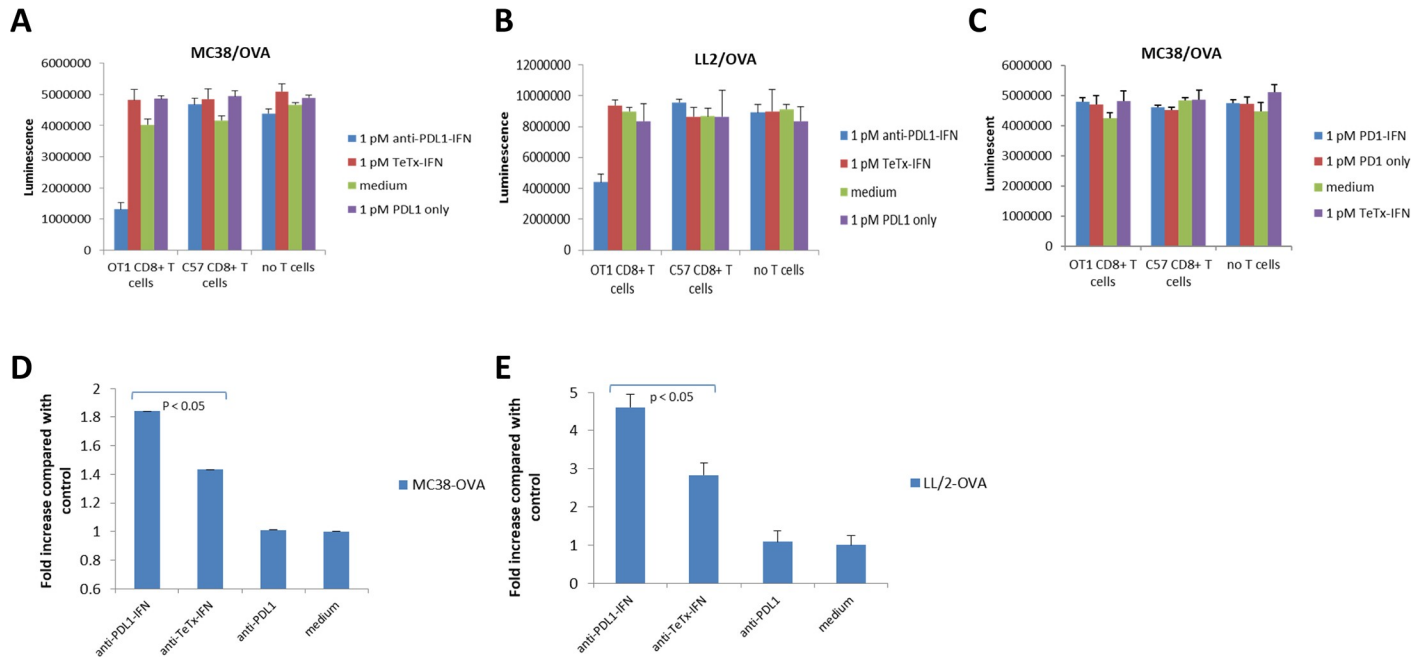 A
MC38/OVA
Luminescence
6000000
5000000
4000000
3000000
2000000
1000000
0
OT1 CD8+ T
cells
C57 CD8+ T
cells
no T cells
1 pM anti-PDL1-IFN
1 pM TeTx-IFN
medium
1 pM PDL1 only
B
LL2/OVA
Luminescence
12000000
10000000
8000000
6000000
4000000
2000000
0
OT1 CD8+ T
cells
C57 CD8+ T
cells
no T cells
1 pM anti-PDL1-IFN
1 pM TeTx-IFN
medium
1 pM PDL1 only
C
MC38/OVA
Luminescent
6000000
5000000
4000000
3000000
2000000
1000000
0
OT1 CD8+ T
cells
C57 CD8+ T
cells
no T cells
1 pM PD1-IFN
1 pM PD1 only
medium
1 pM TeTx-IFN
D
Fold increase compared with
control
2
1.8
1.6
1.4
1.2
1
0.8
0.6
P < 0.05
anti-PDL1-IFN
anti-TeTx-IFN
anti-PDL1
medium
MC38-OVA
E
Fold increase compared with
control
5
4
3
2
1
0
p < 0.05
anti-PDL1-IFN
anti-TeTx-IFN
anti-PDL1
medium
LL/2-OVA